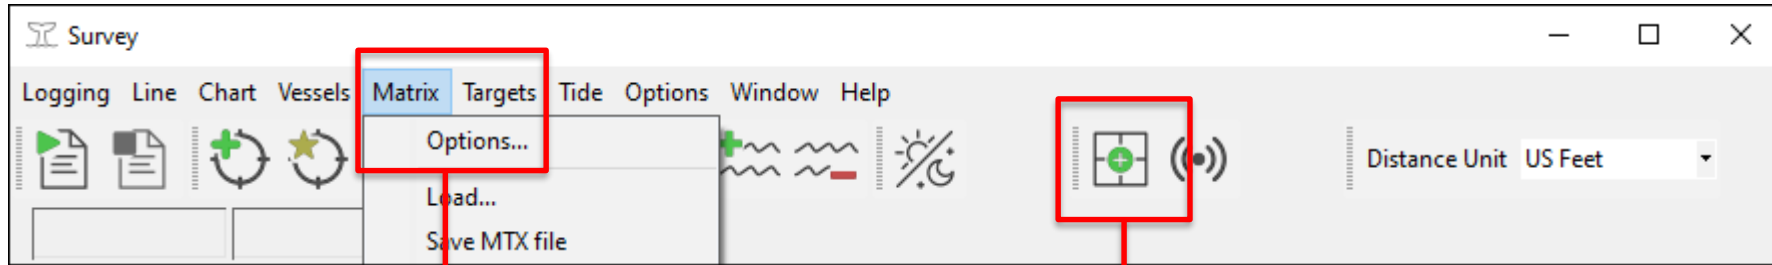 Survey
Logging Line Chart Vessels Matrix Targets Tide Options Window Help
Options...
Distance Unit US Feet
Load...
Save MTX file